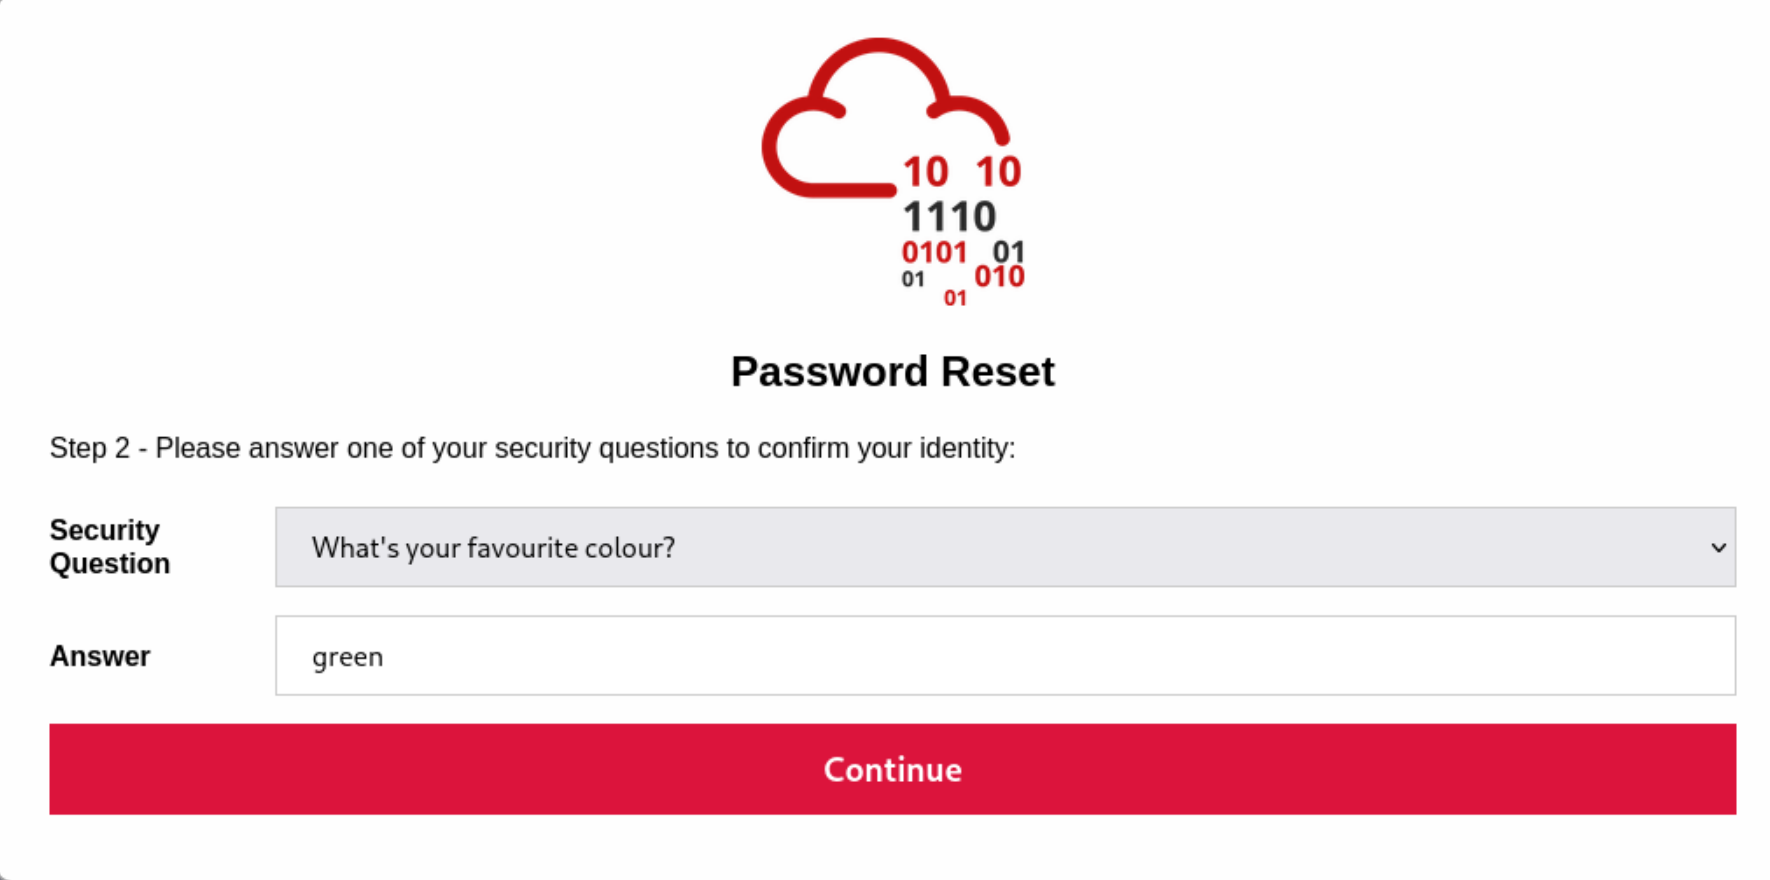 10 10
1110
0101 01
01 010
01
Password Reset
Step 2 - Please answer one of your security questions to confirm your identity:
Security
Question
What's your favourite colour?
Answer
green
Continue